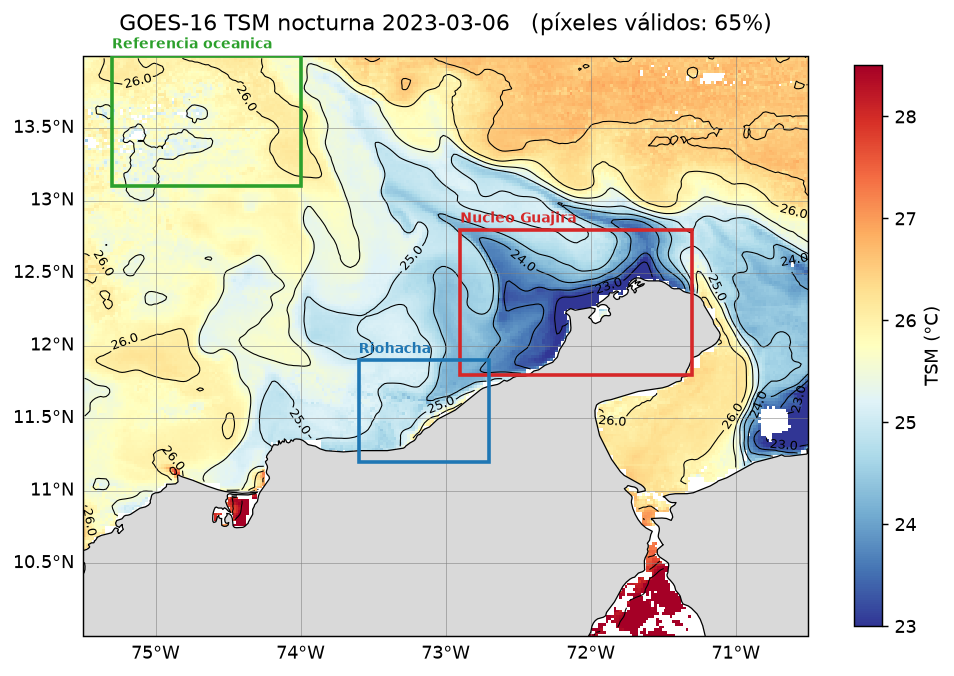 GOES-16 TSM nocturna 2023-03-06 (píxeles válidos: 65%)
Referencia oceanica
Nucleo Guajira
Riohacha
13.5°N
13°N
12.5°N
12°N
11.5°N
11°N
10.5°N
75°W
74°W
73°W
72°W
71°W
26.0
26.0
26.0
26.0
24.0
25.0
24.0
25.0
23.0
26.0
25.0
25.0
26.0
26.0
24.0
23.0
23.0
26.0
26.0
28
27
26
25
24
23
TSM (°C)